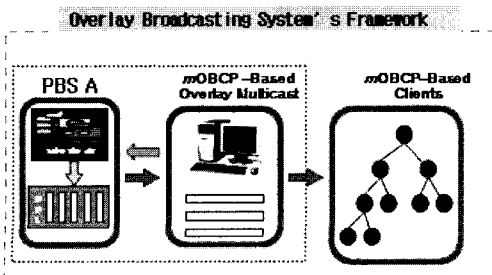 Overlay Broadcasting System's Framework
PBS A
mOBCP-Based
Overlay Multicast
mOBCP-Based
Clients